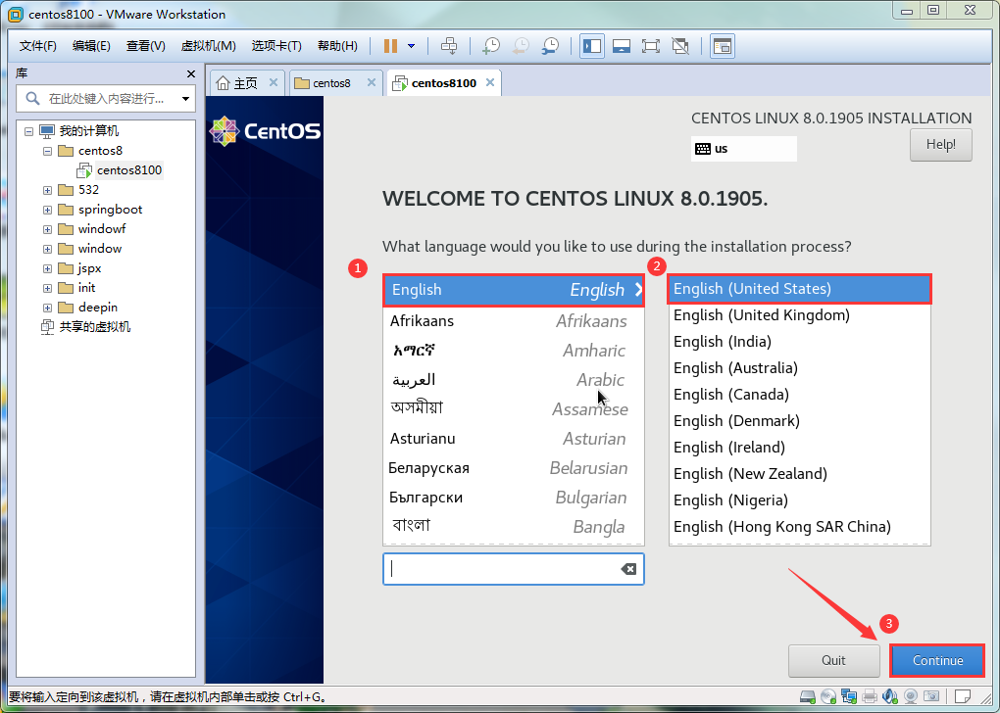 centos8100 - VMware Workstation
文件(F) 编辑(E) 查看(V) 虚拟机(M) 选项卡(T) 帮助(H)
库
在此处键入内容进行...
我的计算机
centos8
centos8100
532
springboot
windowf
window
jspx
init
deepin
共享的虚拟机
主页 centos8 centos8100
CentOS
CENTOS LINUX 8.0.1905 INSTALLATION
us
Help!
WELCOME TO CENTOS LINUX 8.0.1905.
What language would you like to use during the installation process?
1
English English
Afrikaans Afrikaans
አማርኛ Amharic
العربية Arabic
অসমীয়া Assamese
Asturianu Asturian
Беларуская Belarusian
Български Bulgarian
বাংলা Bangla
2
English (United States)
English (United Kingdom)
English (India)
English (Australia)
English (Canada)
English (Denmark)
English (Ireland)
English (New Zealand)
English (Nigeria)
English (Hong Kong SAR China)
3
Quit Continue
要将输入定向到该虚拟机，请在虚拟机内部单击或按 Ctrl+G。